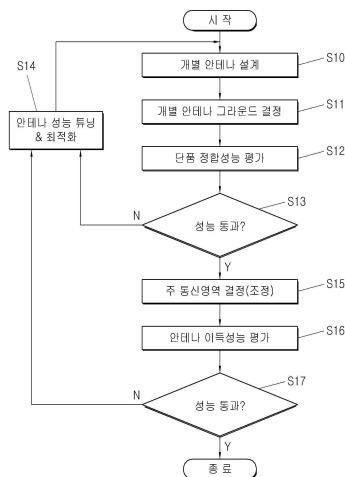 시 작
S10
개별 안테나 설계
S14
안테나 성능 튜닝
& 최적화
S11
개별 안테나 그라운드 결정
S12
단품 정합성능 평가
S13
N
성능 통과?
Y
S15
주 통신영역 결정(조정)
S16
안테나 이득성능 평가
S17
N
성능 통과?
Y
종 료